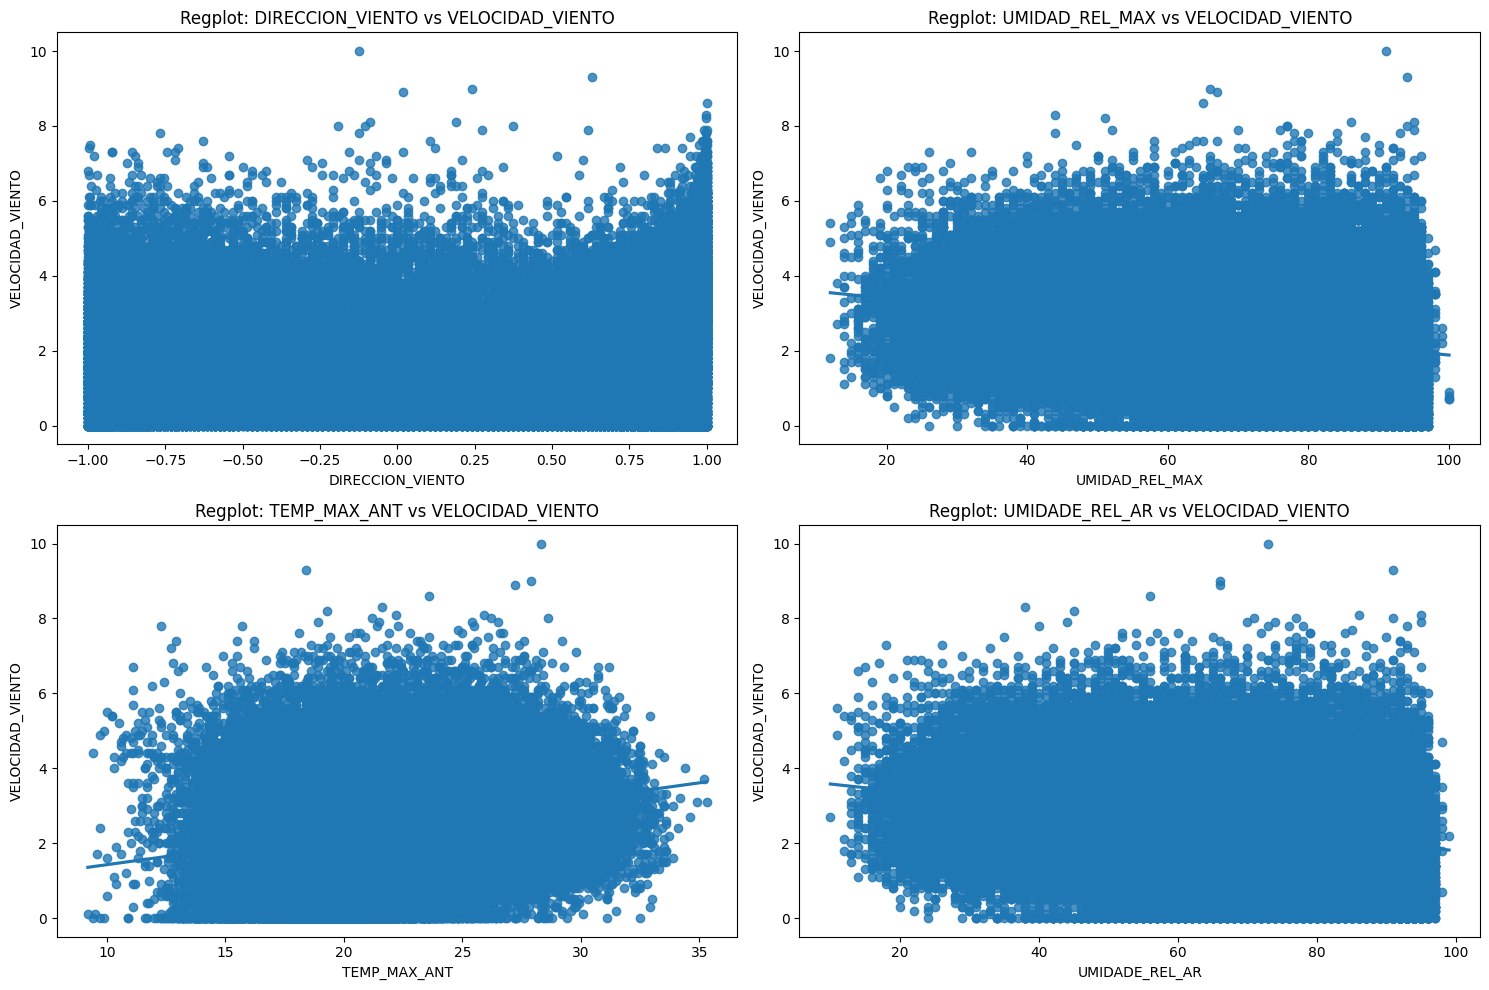 Regplot: DIRECCION_VIENTO vs VELOCIDAD_VIENTO
10
8
6
4
2
0
VELOCIDAD_VIENTO
−1.00 −0.75 −0.50 −0.25 0.00 0.25 0.50 0.75 1.00
DIRECCION_VIENTO
Regplot: UMIDAD_REL_MAX vs VELOCIDAD_VIENTO
10
8
6
4
2
0
VELOCIDAD_VIENTO
20 40 60 80 100
UMIDAD_REL_MAX
Regplot: TEMP_MAX_ANT vs VELOCIDAD_VIENTO
10
8
6
4
2
0
VELOCIDAD_VIENTO
10 15 20 25 30 35
TEMP_MAX_ANT
Regplot: UMIDADE_REL_AR vs VELOCIDAD_VIENTO
10
8
6
4
2
0
VELOCIDAD_VIENTO
20 40 60 80 100
UMIDADE_REL_AR